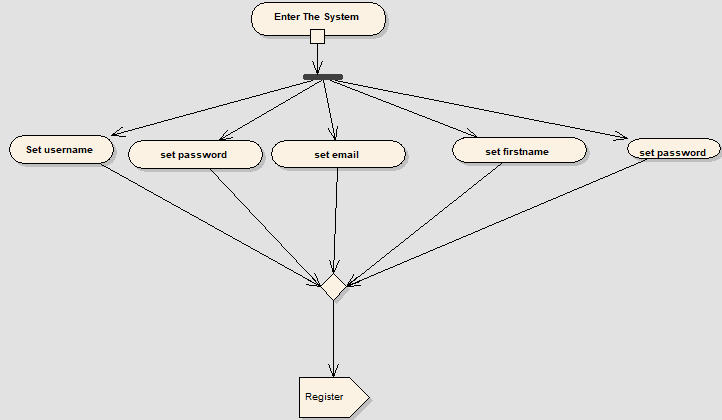 Enter The System
Set username
set password
set email
set firstname
set password
Register